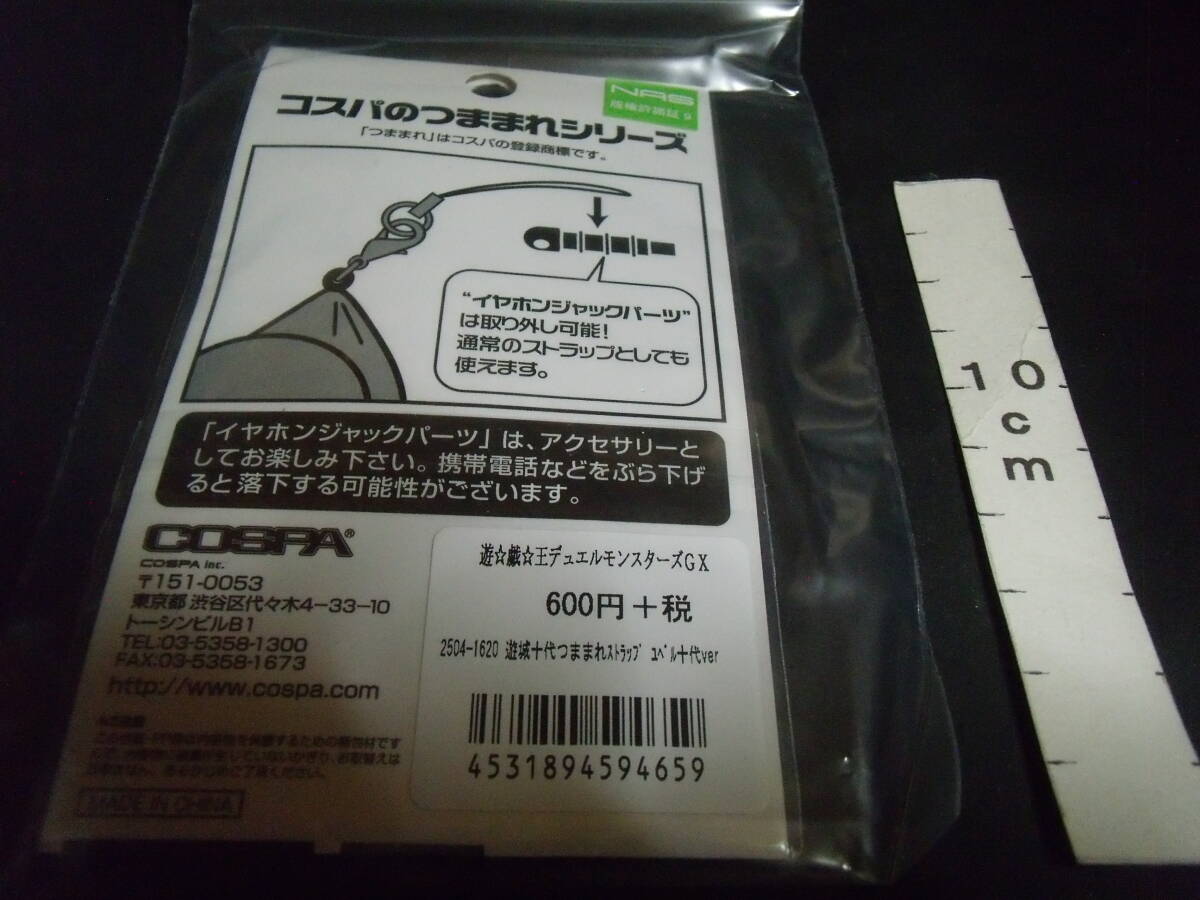 NAS
版権許諾証 9
コスパのつままれシリーズ
「つままれ」はコスパの登録商標です。
“イヤホンジャックパーツ”
は取り外し可能!
通常のストラップとしても
使えます。
「イヤホンジャックパーツ」は、アクセサリーと
してお楽しみ下さい。携帯電話などをぶら下げ
ると落下する可能性がございます。
COSPA®
COSPA inc.
〒151-0053
東京都 渋谷区代々木4-33-10
トーシンビルB1
TEL:03-5358-1300
FAX:03-5358-1673
http://www.cospa.com
MADE IN CHINA
遊☆戯☆王デュエルモンスターズGX
600円+税
2504-1620 遊城十代つままれストラップ ユベル十代ver
4531894594659
10
c
m